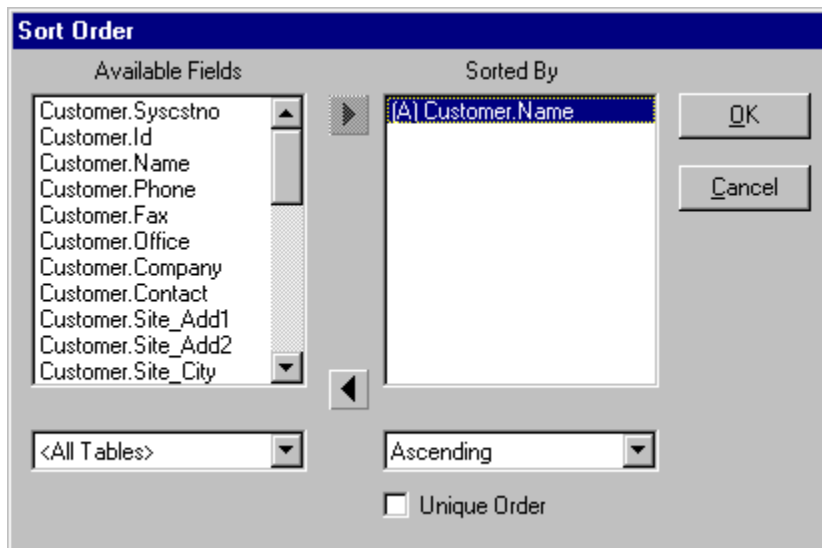 Sort Order
Available Fields
Customer.Syscstno
Customer.Id
Customer.Name
Customer.Phone
Customer.Fax
Customer.Office
Customer.Company
Customer.Contact
Customer.Site_Add1
Customer.Site_Add2
Customer.Site_City
<All Tables>
Sorted By
(A) Customer.Name
Ascending
Unique Order
OK
Cancel